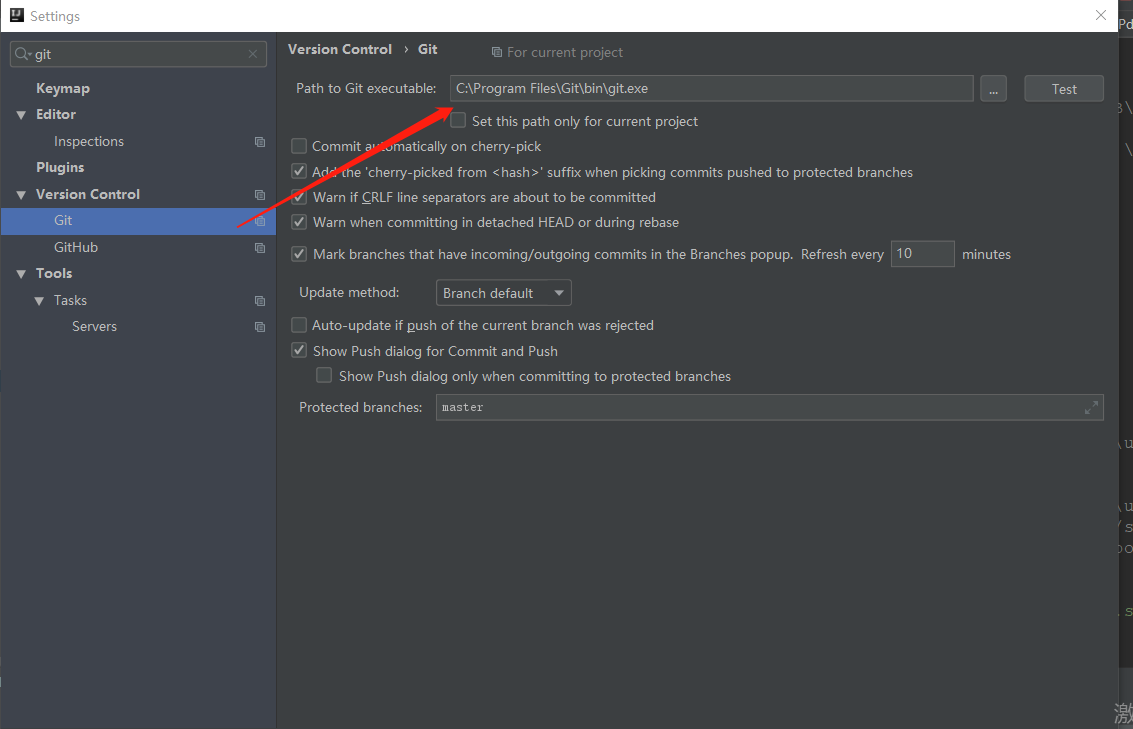 Settings
git
Keymap
Editor
Inspections
Plugins
Version Control
Git
GitHub
Tools
Tasks
Servers
Version Control › Git For current project
Path to Git executable: C:\Program Files\Git\bin\git.exe ... Test
Set this path only for current project
Commit automatically on cherry-pick
Add the 'cherry-picked from <hash>' suffix when picking commits pushed to protected branches
Warn if CRLF line separators are about to be committed
Warn when committing in detached HEAD or during rebase
Mark branches that have incoming/outgoing commits in the Branches popup. Refresh every 10 minutes
Update method: Branch default
Auto-update if push of the current branch was rejected
Show Push dialog for Commit and Push
Show Push dialog only when committing to protected branches
Protected branches: master
Pd
\
\u
\u
/s
oo
.s
激